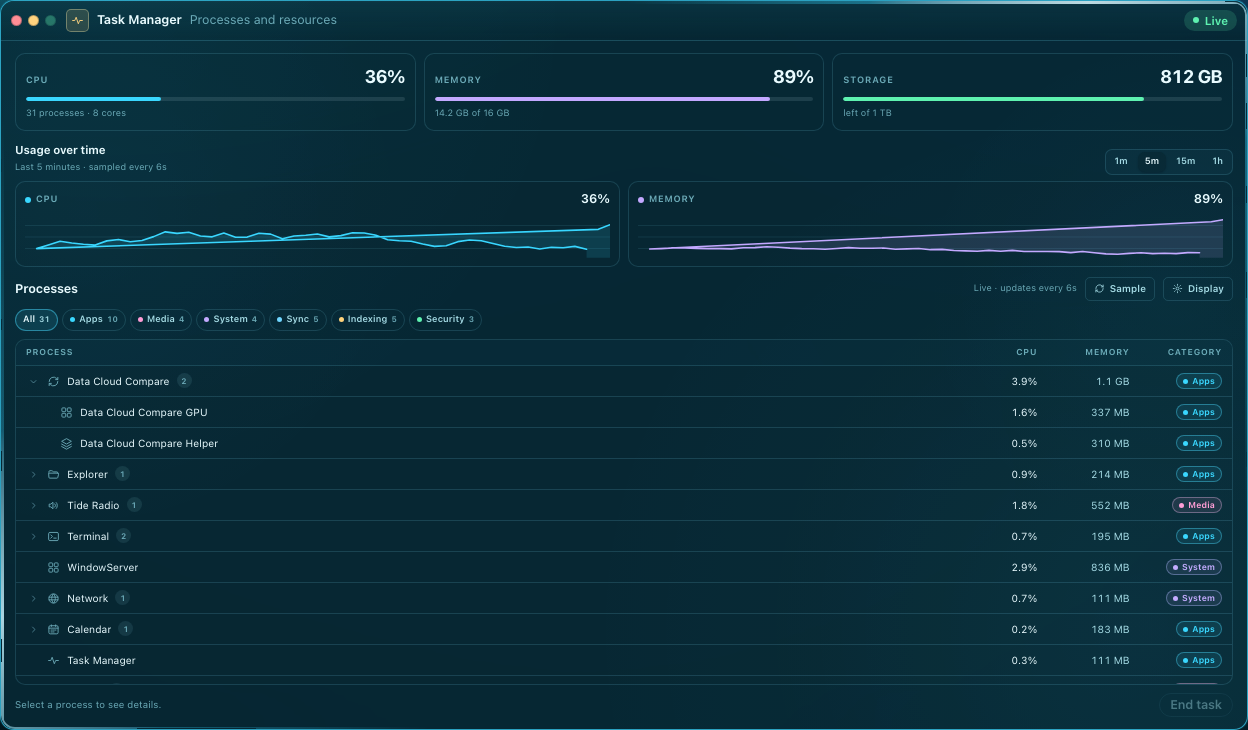 Task Manager Processes and resources
Live
CPU 36%
31 processes · 8 cores
MEMORY 89%
14.2 GB of 16 GB
STORAGE 812 GB
left of 1 TB
Usage over time
Last 5 minutes · sampled every 6s
1m 5m 15m 1h
CPU 36%
MEMORY 89%
Processes
Live · updates every 6s
Sample
Display
All 31 Apps 10 Media 4 System 4 Sync 5 Indexing 5 Security 3
PROCESS CPU MEMORY CATEGORY
Data Cloud Compare 2 3.9% 1.1 GB Apps
Data Cloud Compare GPU 1.6% 337 MB Apps
Data Cloud Compare Helper 0.5% 310 MB Apps
Explorer 1 0.9% 214 MB Apps
Tide Radio 1 1.8% 552 MB Media
Terminal 2 0.7% 195 MB Apps
WindowServer 2.9% 836 MB System
Network 1 0.7% 111 MB System
Calendar 1 0.2% 183 MB Apps
Task Manager 0.3% 111 MB Apps
Select a process to see details.
End task